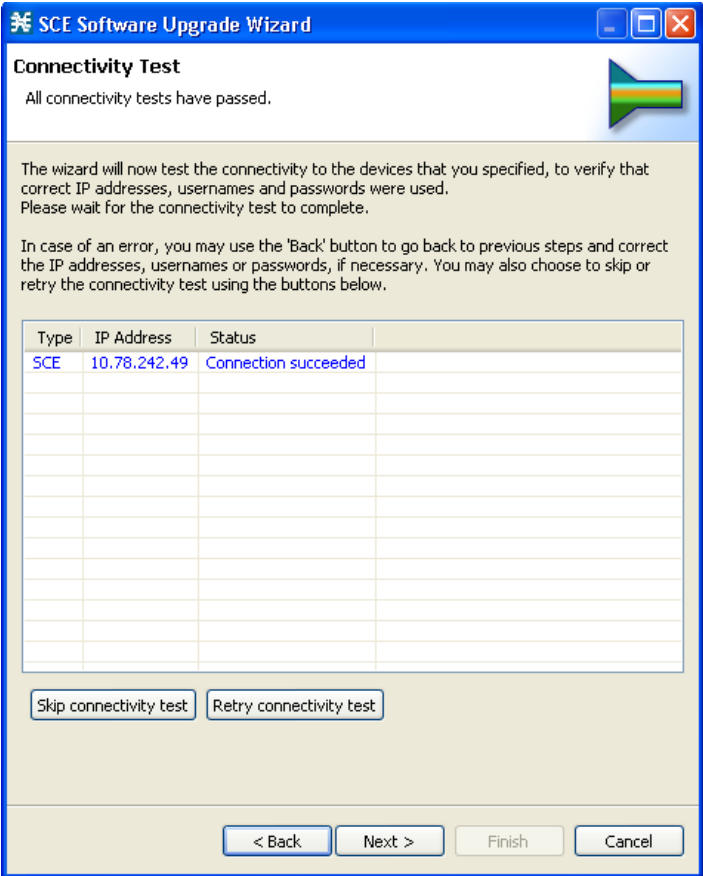 SCE Software Upgrade Wizard
Connectivity Test
All connectivity tests have passed.
The wizard will now test the connectivity to the devices that you specified, to verify that
correct IP addresses, usernames and passwords were used.
Please wait for the connectivity test to complete.
In case of an error, you may use the 'Back' button to go back to previous steps and correct
the IP addresses, usernames or passwords, if necessary. You may also choose to skip or
retry the connectivity test using the buttons below.
Type IP Address Status
SCE 10.78.242.49 Connection succeeded
Skip connectivity test Retry connectivity test
< Back Next > Finish Cancel